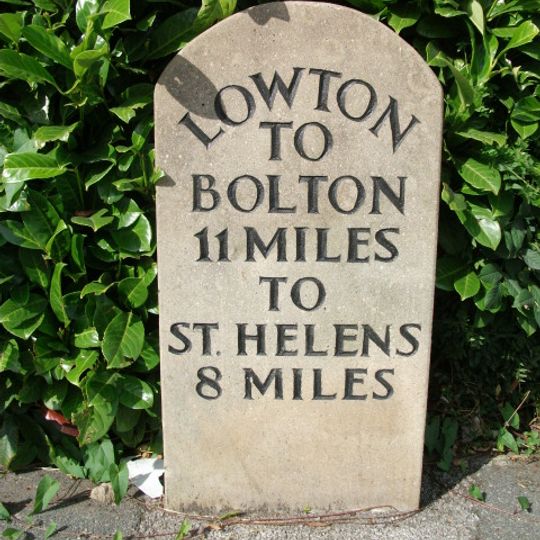 LOWTON
TO
BOLTON
11 MILES
TO
ST. HELENS
8 MILES